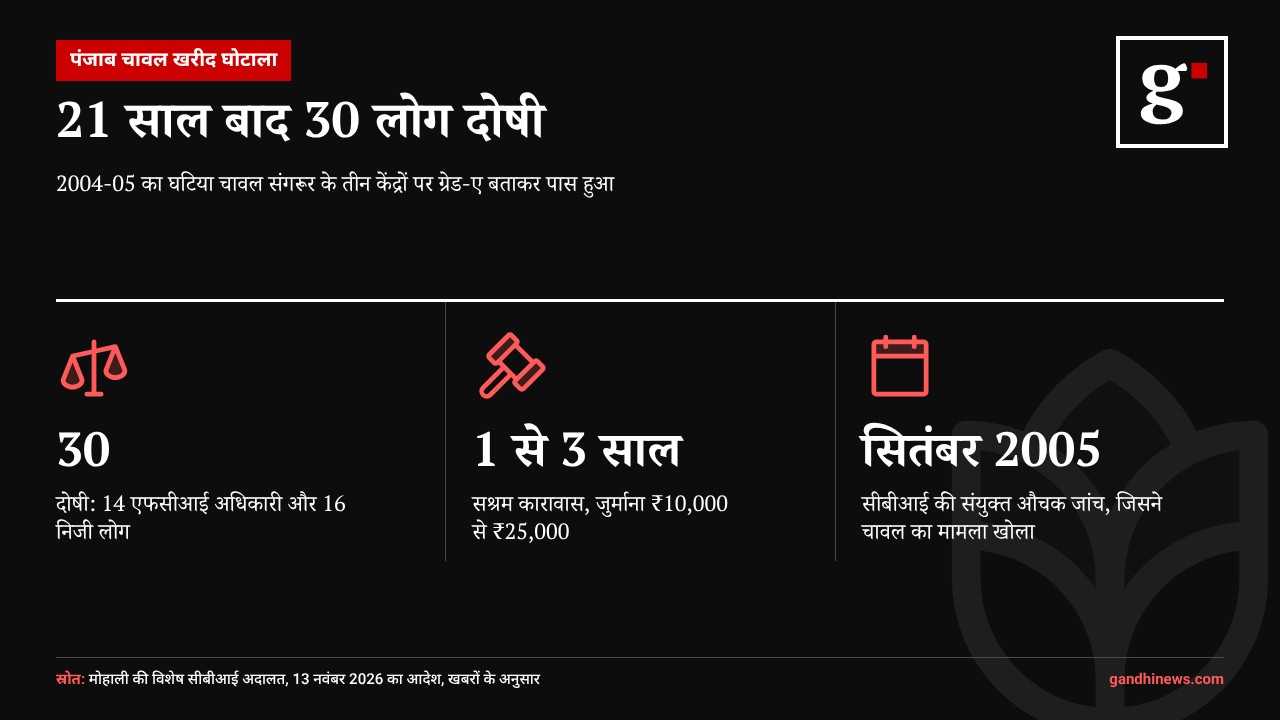 पंजाब चावल खरीद घोटाला
g
21 साल बाद 30 लोग दोषी
2004-05 का घटिया चावल संगरूर के तीन केंद्रों पर ग्रेड-ए बताकर पास हुआ
30
दोषी: 14 एफसीआई अधिकारी और 16
निजी लोग
1 से 3 साल
सश्रम कारावास, जुर्माना ₹10,000
से ₹25,000
सितंबर 2005
सीबीआई की संयुक्त औचक जांच, जिसने
चावल का मामला खोला
स्रोत: मोहाली की विशेष सीबीआई अदालत, 13 नवंबर 2026 का आदेश, खबरों के अनुसार
gandhinews.com